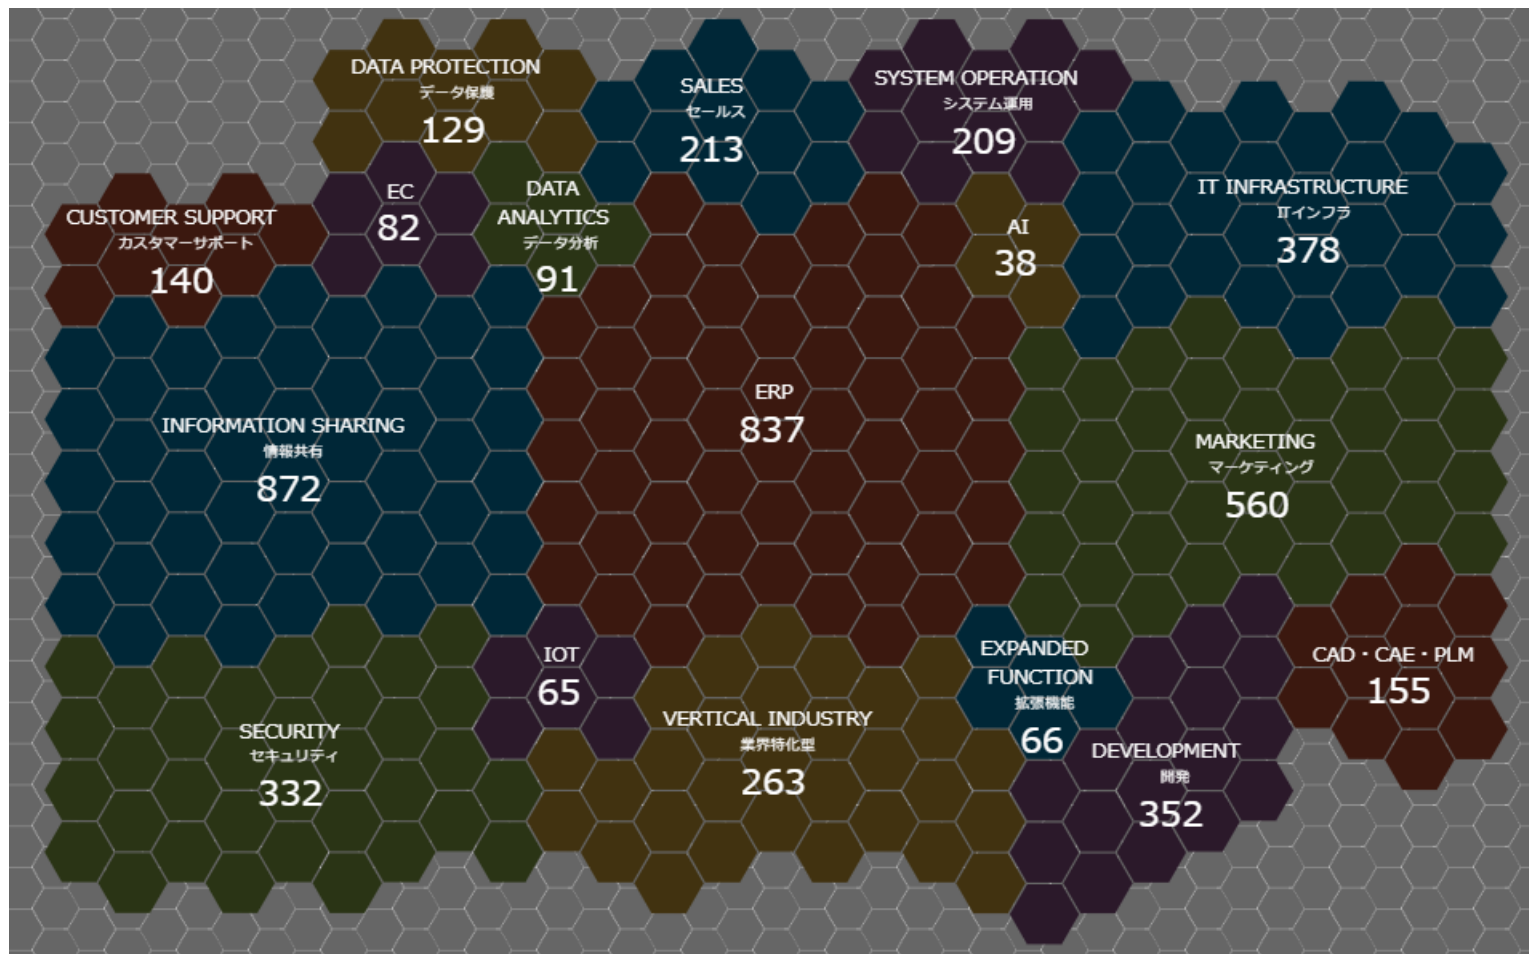 DATA PROTECTION
データ保護
129
SALES
セールス
213
SYSTEM OPERATION
システム運用
209
IT INFRASTRUCTURE
ITインフラ
378
EC
82
DATA
ANALYTICS
データ分析
91
AI
38
CUSTOMER SUPPORT
カスタマーサポート
140
INFORMATION SHARING
情報共有
872
ERP
837
MARKETING
マーケティング
560
SECURITY
セキュリティ
332
IOT
65
VERTICAL INDUSTRY
業界特化型
263
EXPANDED
FUNCTION
拡張機能
66
DEVELOPMENT
開発
352
CAD・CAE・PLM
155